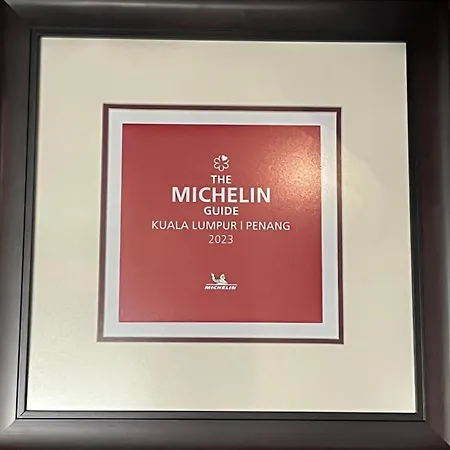 THE
MICHELIN
GUIDE
KUALA LUMPUR | PENANG
2023
MICHELIN